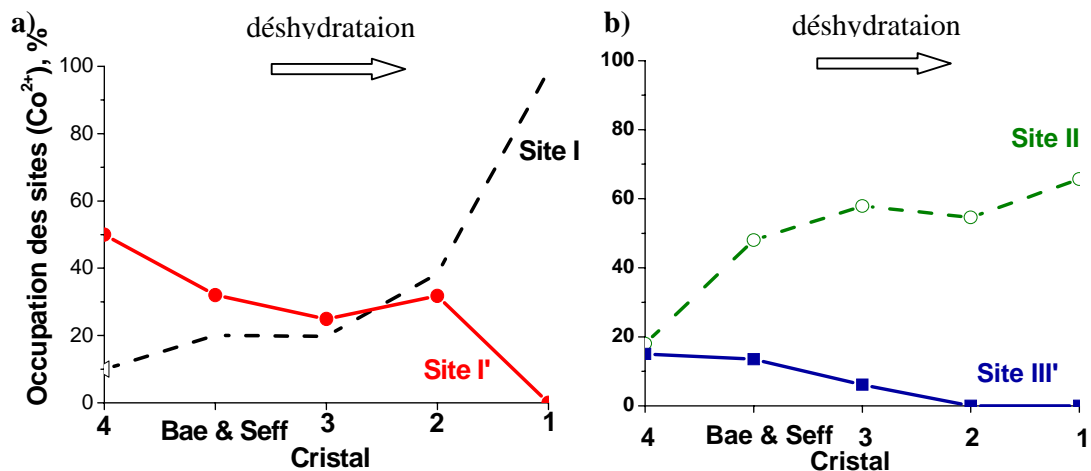 a)
déshydrataion
Occupation des sites (Co²⁺), %
100
80
60
40
20
0
Site I
Site I'
4
Bae & Seff
3
2
1
Cristal
b)
déshydrataion
100
80
60
40
20
0
Site II
Site III'
4
Bae & Seff
3
2
1
Cristal